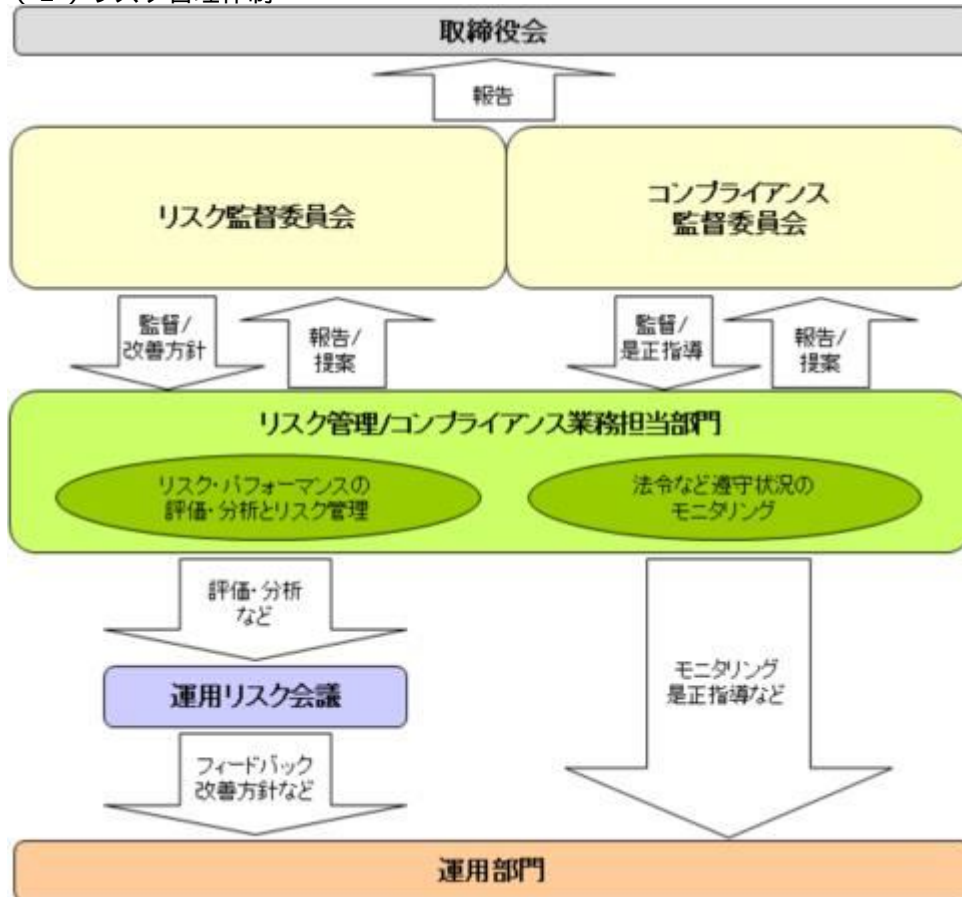 取締役会
報告
リスク監督委員会
コンプライアンス
監督委員会
監督/
改善方針
報告/
提案
監督/
是正指導
報告/
提案
リスク管理/コンプライアンス業務担当部門
リスク・パフォーマンスの
評価・分析とリスク管理
法令など遵守状況の
モニタリング
評価・分析
など
運用リスク会議
モニタリング
是正指導など
フィードバック
改善方針など
運用部門